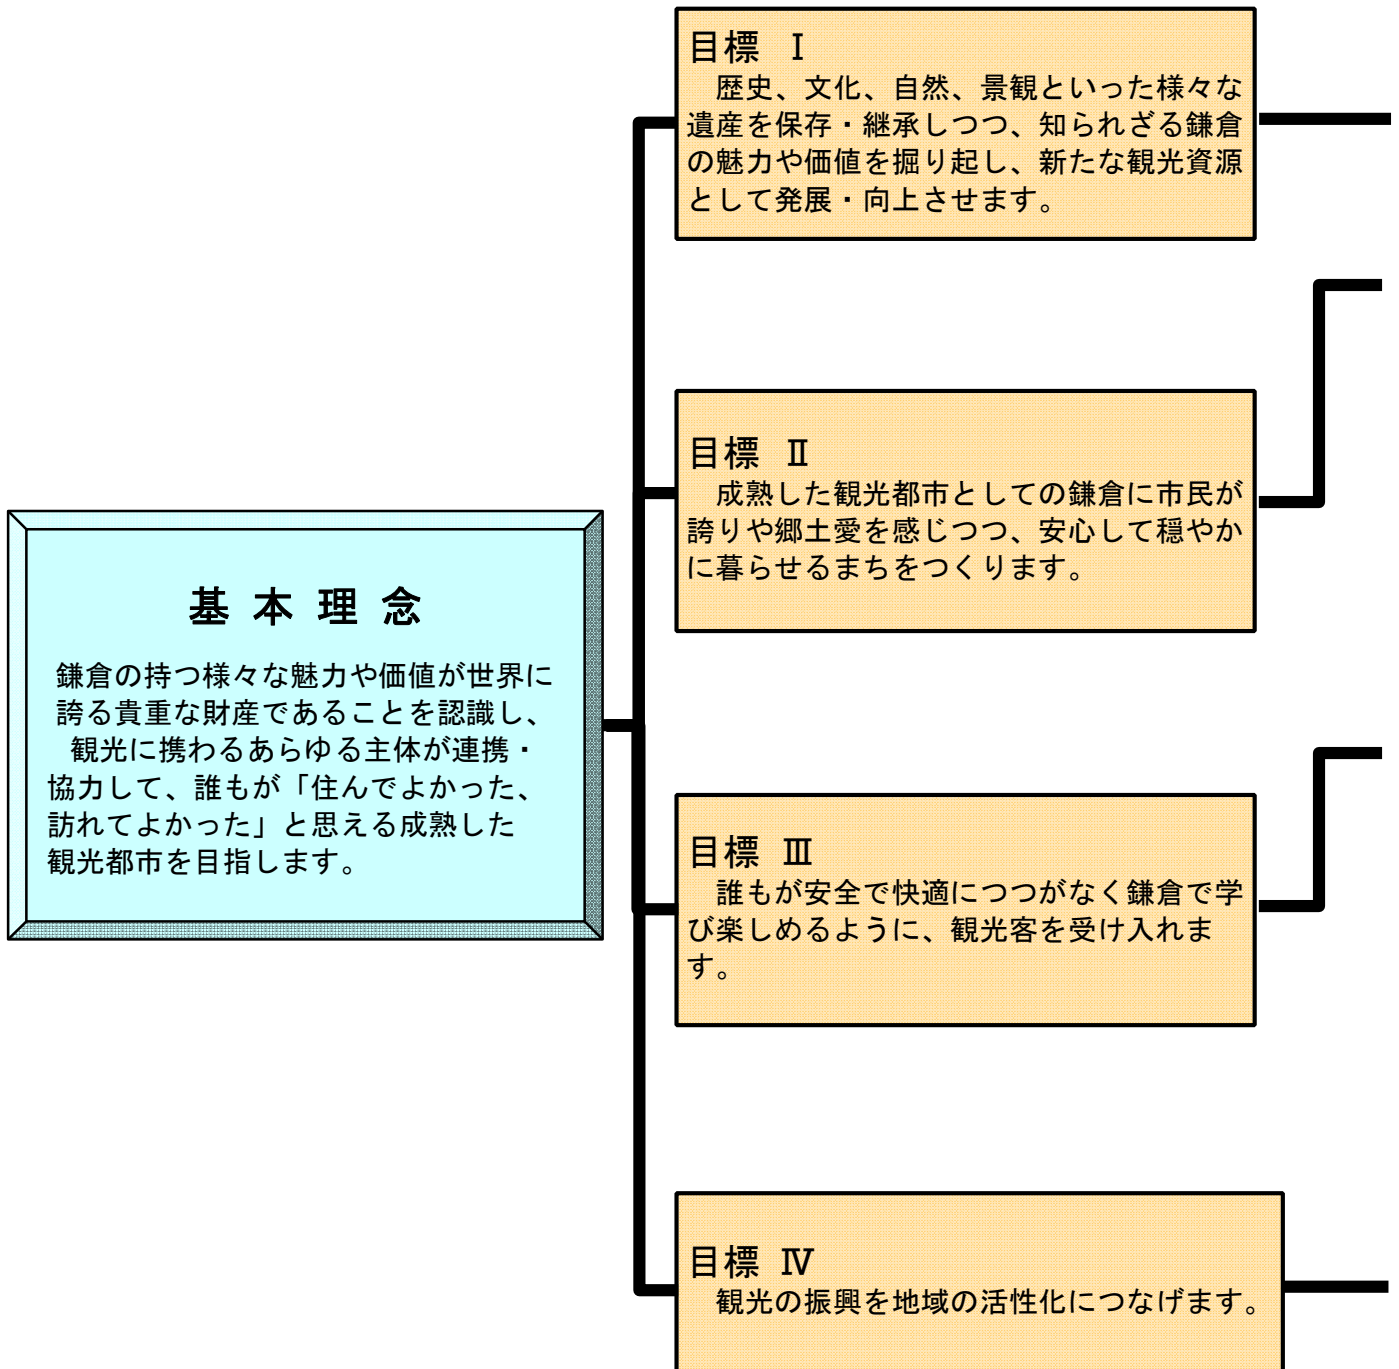 目標 Ⅰ
歴史、文化、自然、景観といった様々な
遺産を保存・継承しつつ、知られざる鎌倉
の魅力や価値を掘り起し、新たな観光資源
として発展・向上させます。
目標 Ⅱ
成熟した観光都市としての鎌倉に市民が
誇りや郷土愛を感じつつ、安心して穏やか
に暮らせるまちをつくります。
基本理念
鎌倉の持つ様々な魅力や価値が世界に
誇る貴重な財産であることを認識し、
観光に携わるあらゆる主体が連携・
協力して、誰もが「住んでよかった、
訪れてよかった」と思える成熟した
観光都市を目指します。
目標 Ⅲ
誰もが安全で快適につつがなく鎌倉で学
び楽しめるように、観光客を受け入れま
す。
目標 Ⅳ
観光の振興を地域の活性化につなげます。